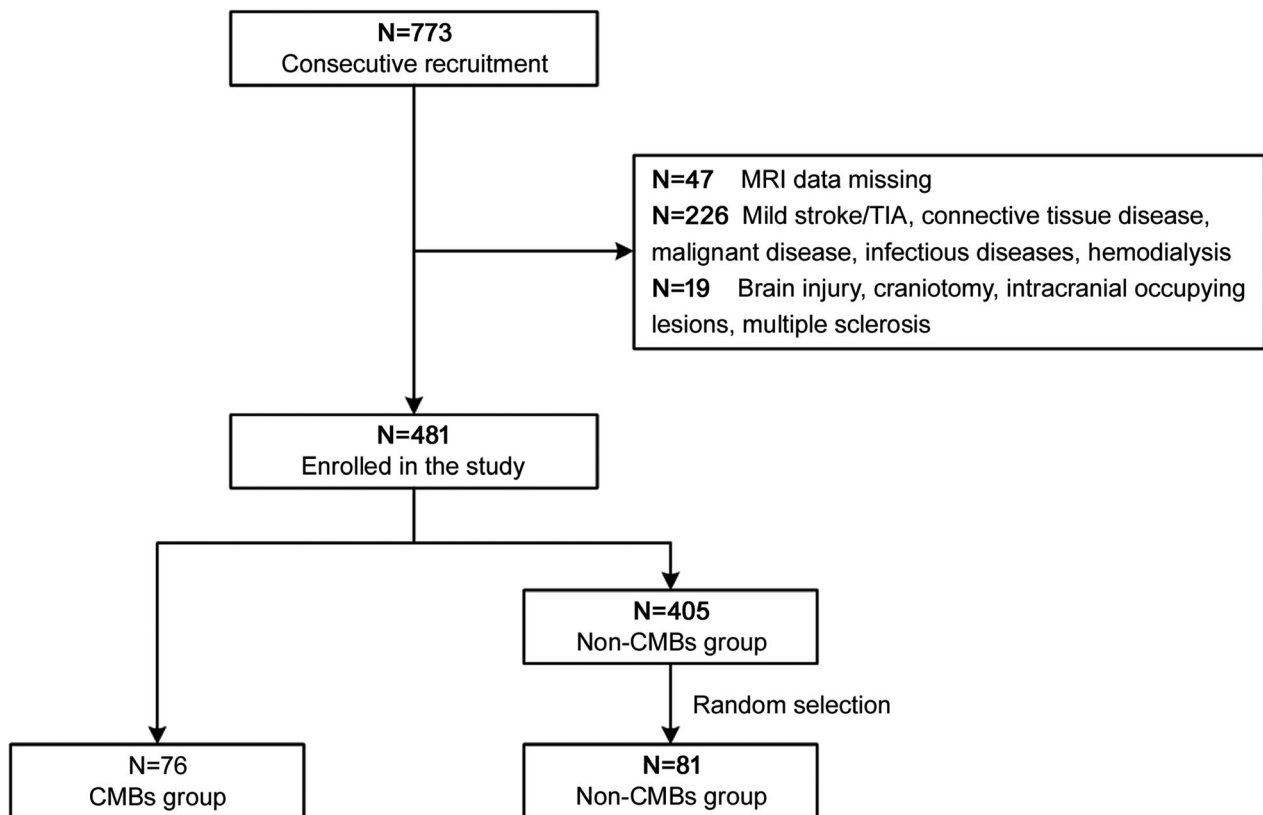 N=773
Consecutive recruitment
N=47 MRI data missing
N=226 Mild stroke/TIA, connective tissue disease,
malignant disease, infectious diseases, hemodialysis
N=19 Brain injury, craniotomy, intracranial occupying
lesions, multiple sclerosis
N=481
Enrolled in the study
N=405
Non-CMBs group
Random selection
N=76
CMBs group
N=81
Non-CMBs group